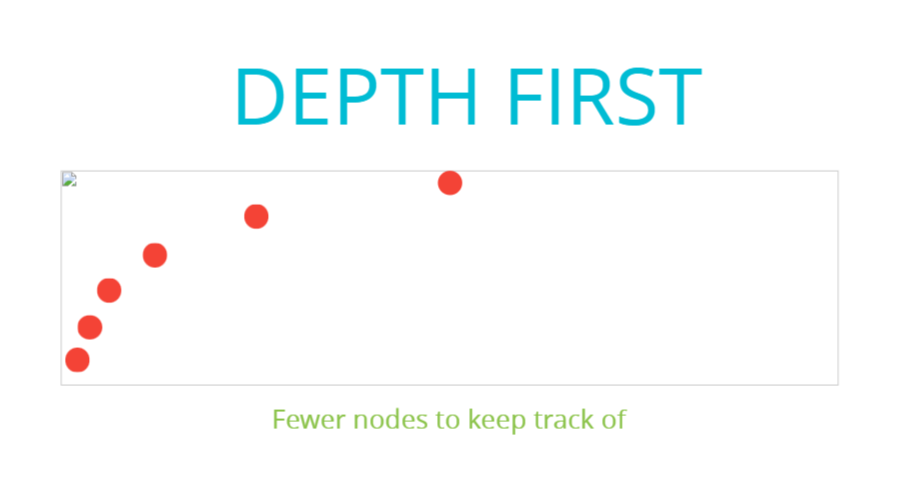 DEPTH FIRST
Fewer nodes to keep track of